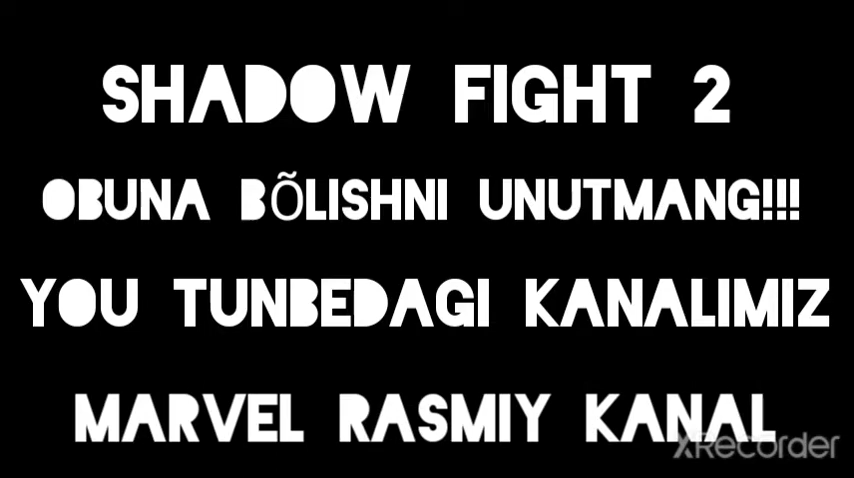 SHADOW FIGHT 2
OBUNA BÕLISHNI UNUTMANG!!!
YOU TUNBEDAGI KANALIMIZ
MARVEL RASMIY KANAL
XRecorder